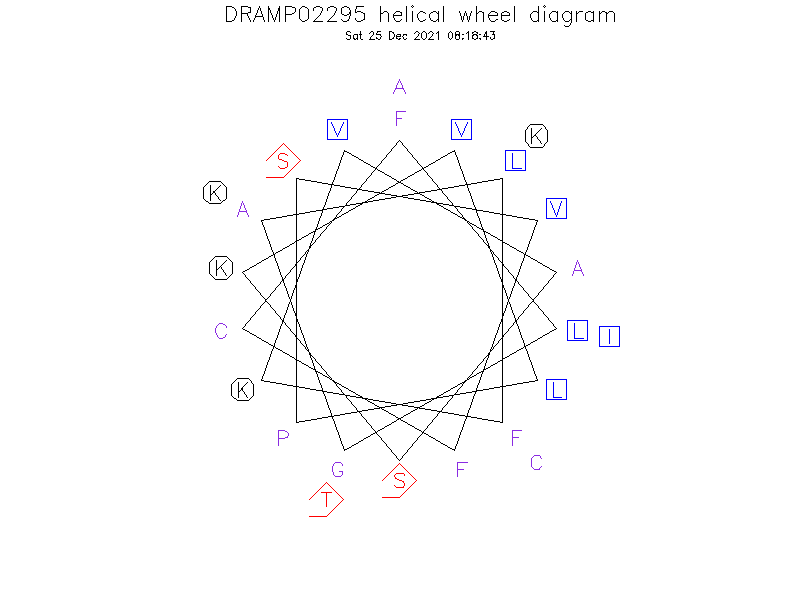 DRAMP02295 helical wheel diagram
Sat 25 Dec 2021 08:18:43
A
F
V V
K
S L
K
A V
K A
C L I
K L
P F
C
G F
S
T